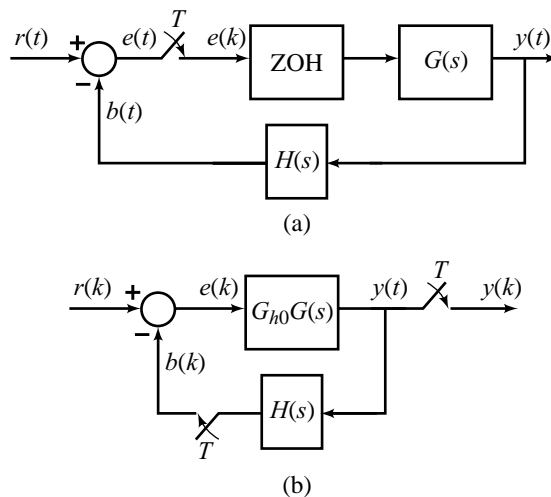 r(t) + e(t) T e(k) ZOH G(s) y(t)
−
b(t)
H(s)
(a)
r(k) + e(k) G_{h0}G(s) y(t) T y(k)
−
b(k)
H(s)
T
(b)